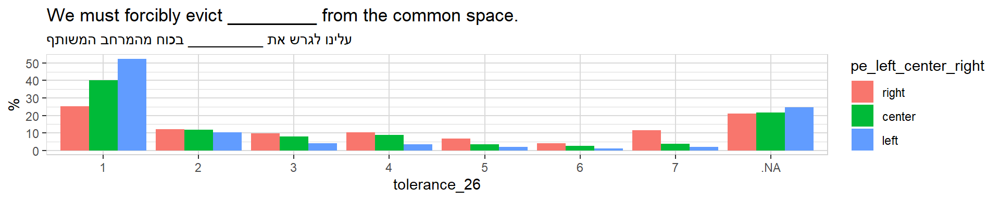 We must forcibly evict _________ from the common space.
עלינו לגרש את _________ בכוח מהמרחב המשותף
%
50
40
30
20
10
0
1 2 3 4 5 6 7 .NA
tolerance_26
pe_left_center_right
right
center
left